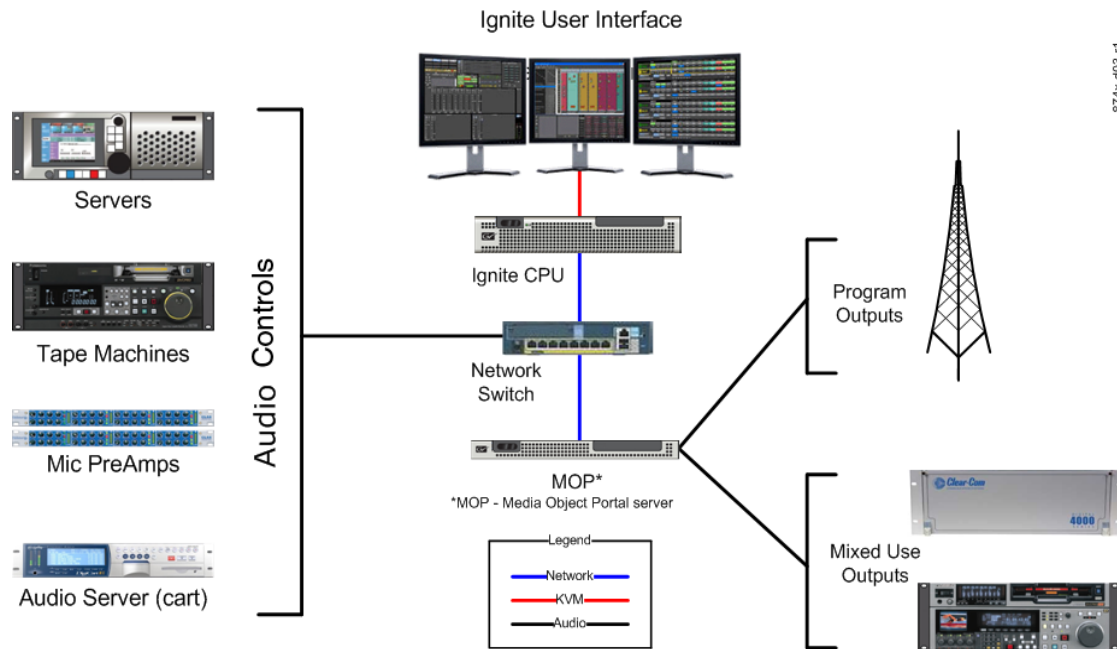 Ignite User Interface
Servers
Tape Machines
Mic PreAmps
Audio Server (cart)
Audio Controls
Ignite CPU
Network
Switch
MOP*
*MOP - Media Object Portal server
Program
Outputs
Mixed Use
Outputs
Clear-Com
4000
Legend
Network
KVM
Audio